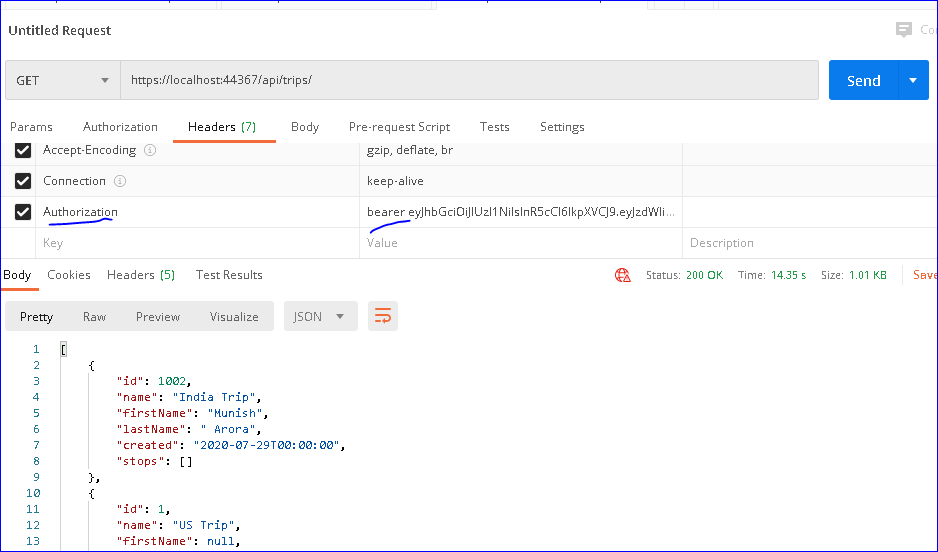 Untitled Request
GET https://localhost:44367/api/trips/ Send
Params Authorization Headers (7) Body Pre-request Script Tests Settings
Accept-Encoding gzip, deflate, br
Connection keep-alive
Authorization bearer eyJhbGciOiJIUzI1NiIsInR5cCI6IkpXVCJ9.eyJzdWIi...
Key Value Description
Body Cookies Headers (5) Test Results Status: 200 OK Time: 14.35 s Size: 1.01 KB Save
Pretty Raw Preview Visualize JSON
1 [
2 {
3 "id": 1002,
4 "name": "India Trip",
5 "firstName": "Munish",
6 "lastName": " Arora",
7 "created": "2020-07-29T00:00:00",
8 "stops": []
9 },
10 {
11 "id": 1,
12 "name": "US Trip",
13 "firstName": null,